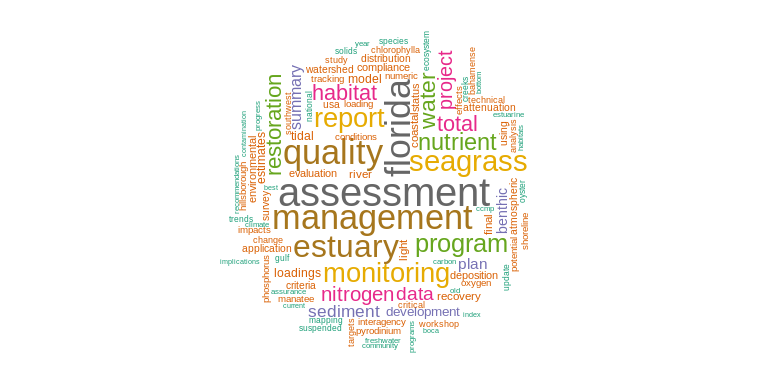 year
species
solids
chlorophylla
study
distribution
ecosystem
watershed
compliance
tracking
model
numeric
bahamense
bottom
creeks
project
habitat
summary
restoration
southwest
national
usa
loading
status
coastal
water
effects
technical
attenuation
estuarine
progress
contamination
report
florida
total
tidal
conditions
nutrient
using
analysis
habitats
estimates
environmental
hillsborough
recommendations
quality
seagrass
evaluation
river
best
assessment
survey
benthic
atmospheric
oyster
ccmp
trends
climate
impacts
management
final
potential
shoreline
change
application
estuary
light
program
implications
gulf
carbon
plan
loadings
monitoring
deposition
oxygen
update
phosphorus
criteria
assurance
manatee
current
nitrogen
data
old
recovery
critical
sediment
development
index
mapping
suspended
targets
interagency
workshop
pyrodinium
programs
boca
freshwater
community